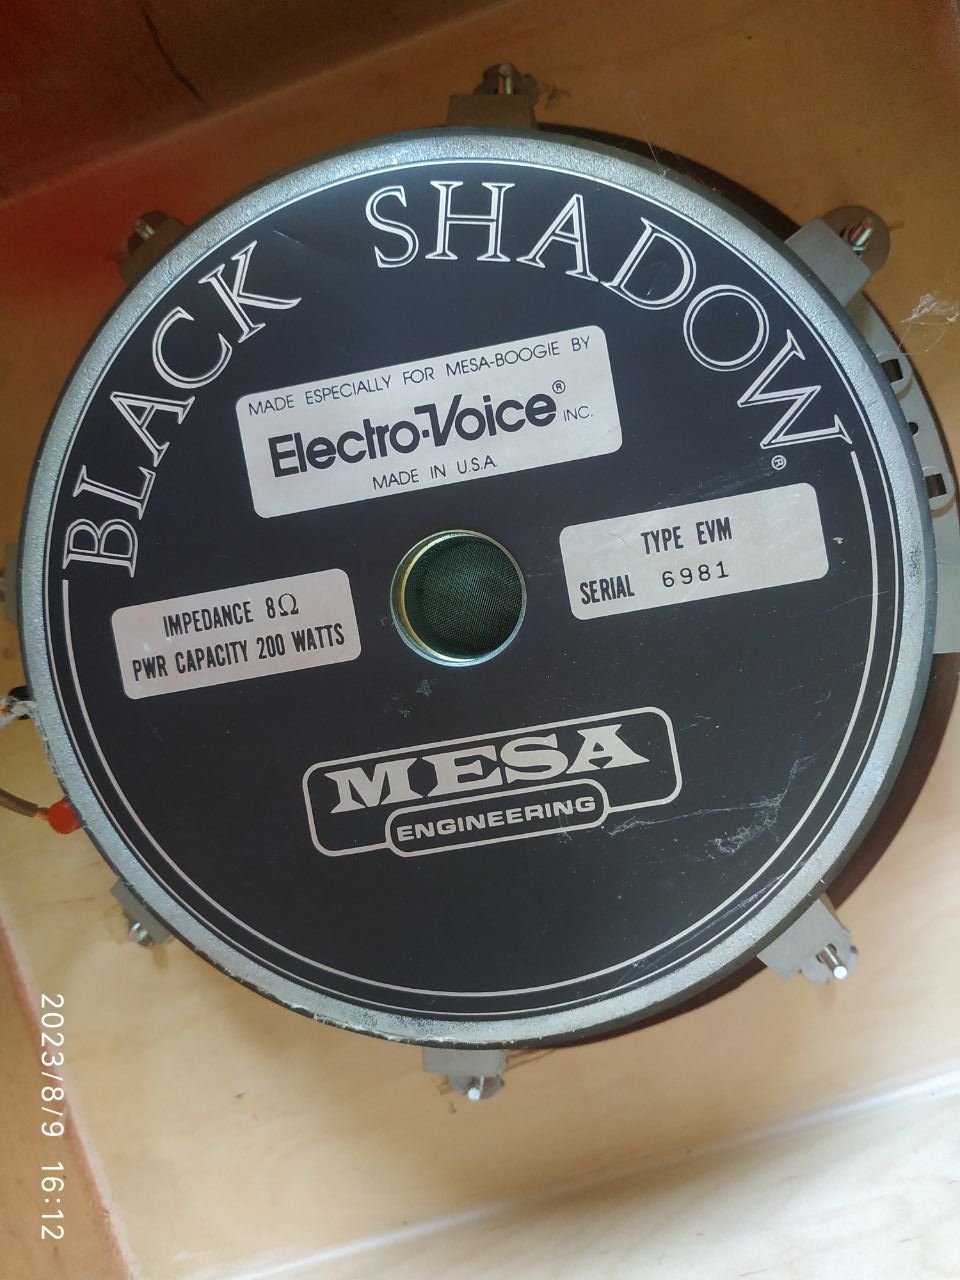 BLACK SHADOW®
MADE ESPECIALLY FOR MESA-BOOGIE BY
Electro-Voice® INC.
MADE IN U.S.A.
TYPE EVM
SERIAL 6981
IMPEDANCE 8Ω
PWR CAPACITY 200 WATTS
MESA
ENGINEERING
2023/8/9 16:12